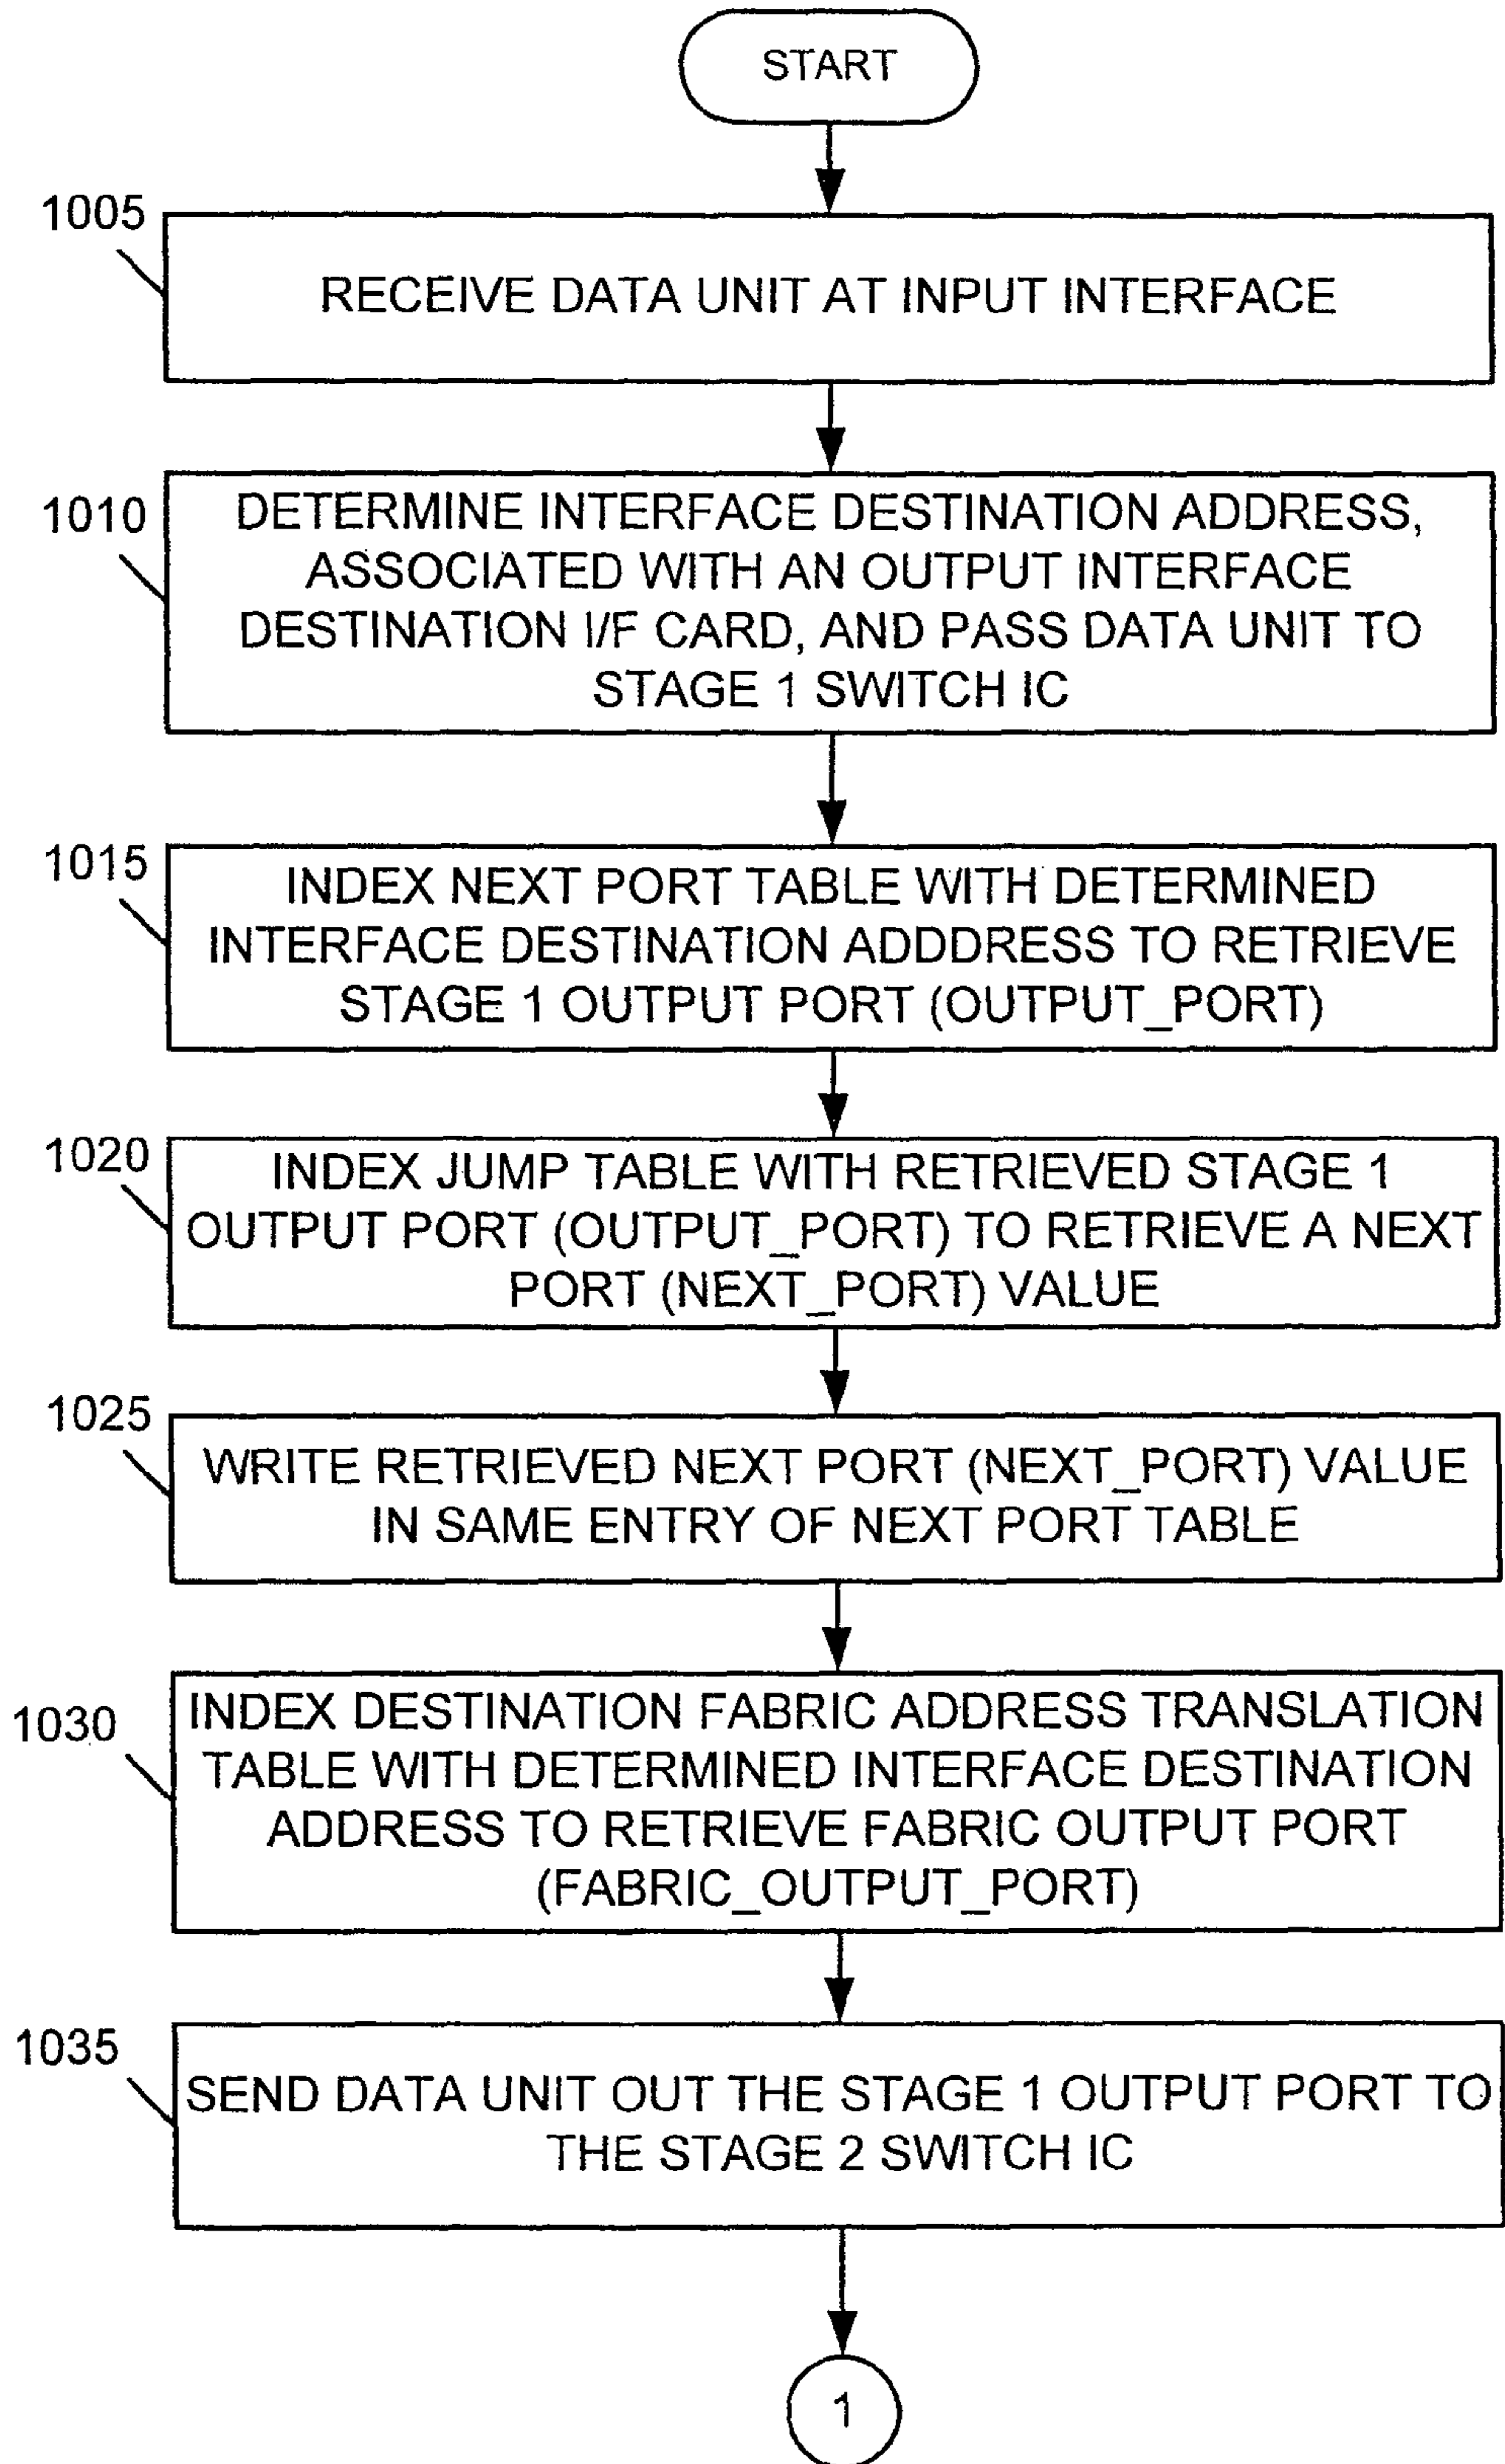 START
1005
RECEIVE DATA UNIT AT INPUT INTERFACE
1010
DETERMINE INTERFACE DESTINATION ADDRESS,
ASSOCIATED WITH AN OUTPUT INTERFACE
DESTINATION I/F CARD, AND PASS DATA UNIT TO
STAGE 1 SWITCH IC
1015
INDEX NEXT PORT TABLE WITH DETERMINED
INTERFACE DESTINATION ADDDRESS TO RETRIEVE
STAGE 1 OUTPUT PORT (OUTPUT_PORT)
1020
INDEX JUMP TABLE WITH RETRIEVED STAGE 1
OUTPUT PORT (OUTPUT_PORT) TO RETRIEVE A NEXT
PORT (NEXT_PORT) VALUE
1025
WRITE RETRIEVED NEXT PORT (NEXT_PORT) VALUE
IN SAME ENTRY OF NEXT PORT TABLE
1030
INDEX DESTINATION FABRIC ADDRESS TRANSLATION
TABLE WITH DETERMINED INTERFACE DESTINATION
ADDRESS TO RETRIEVE FABRIC OUTPUT PORT
(FABRIC_OUTPUT_PORT)
1035
SEND DATA UNIT OUT THE STAGE 1 OUTPUT PORT TO
THE STAGE 2 SWITCH IC
1